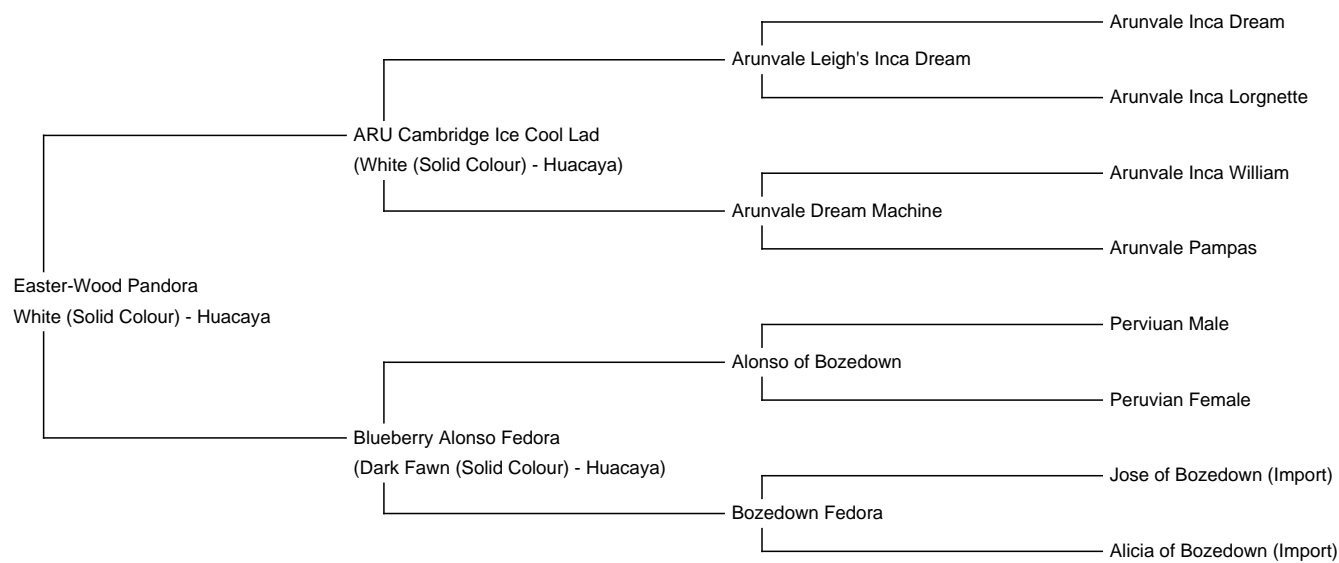 Arunvale Inca Dream
Arunvale Leigh's Inca Dream
Arunvale Inca Lorgnette
ARU Cambridge Ice Cool Lad
(White (Solid Colour) - Huacaya)
Arunvale Inca William
Arunvale Dream Machine
Arunvale Pampas
Easter-Wood Pandora
White (Solid Colour) - Huacaya
Perviuan Male
Alonso of Bozedown
Peruvian Female
Blueberry Alonso Fedora
(Dark Fawn (Solid Colour) - Huacaya)
Jose of Bozedown (Import)
Bozedown Fedora
Alicia of Bozedown (Import)